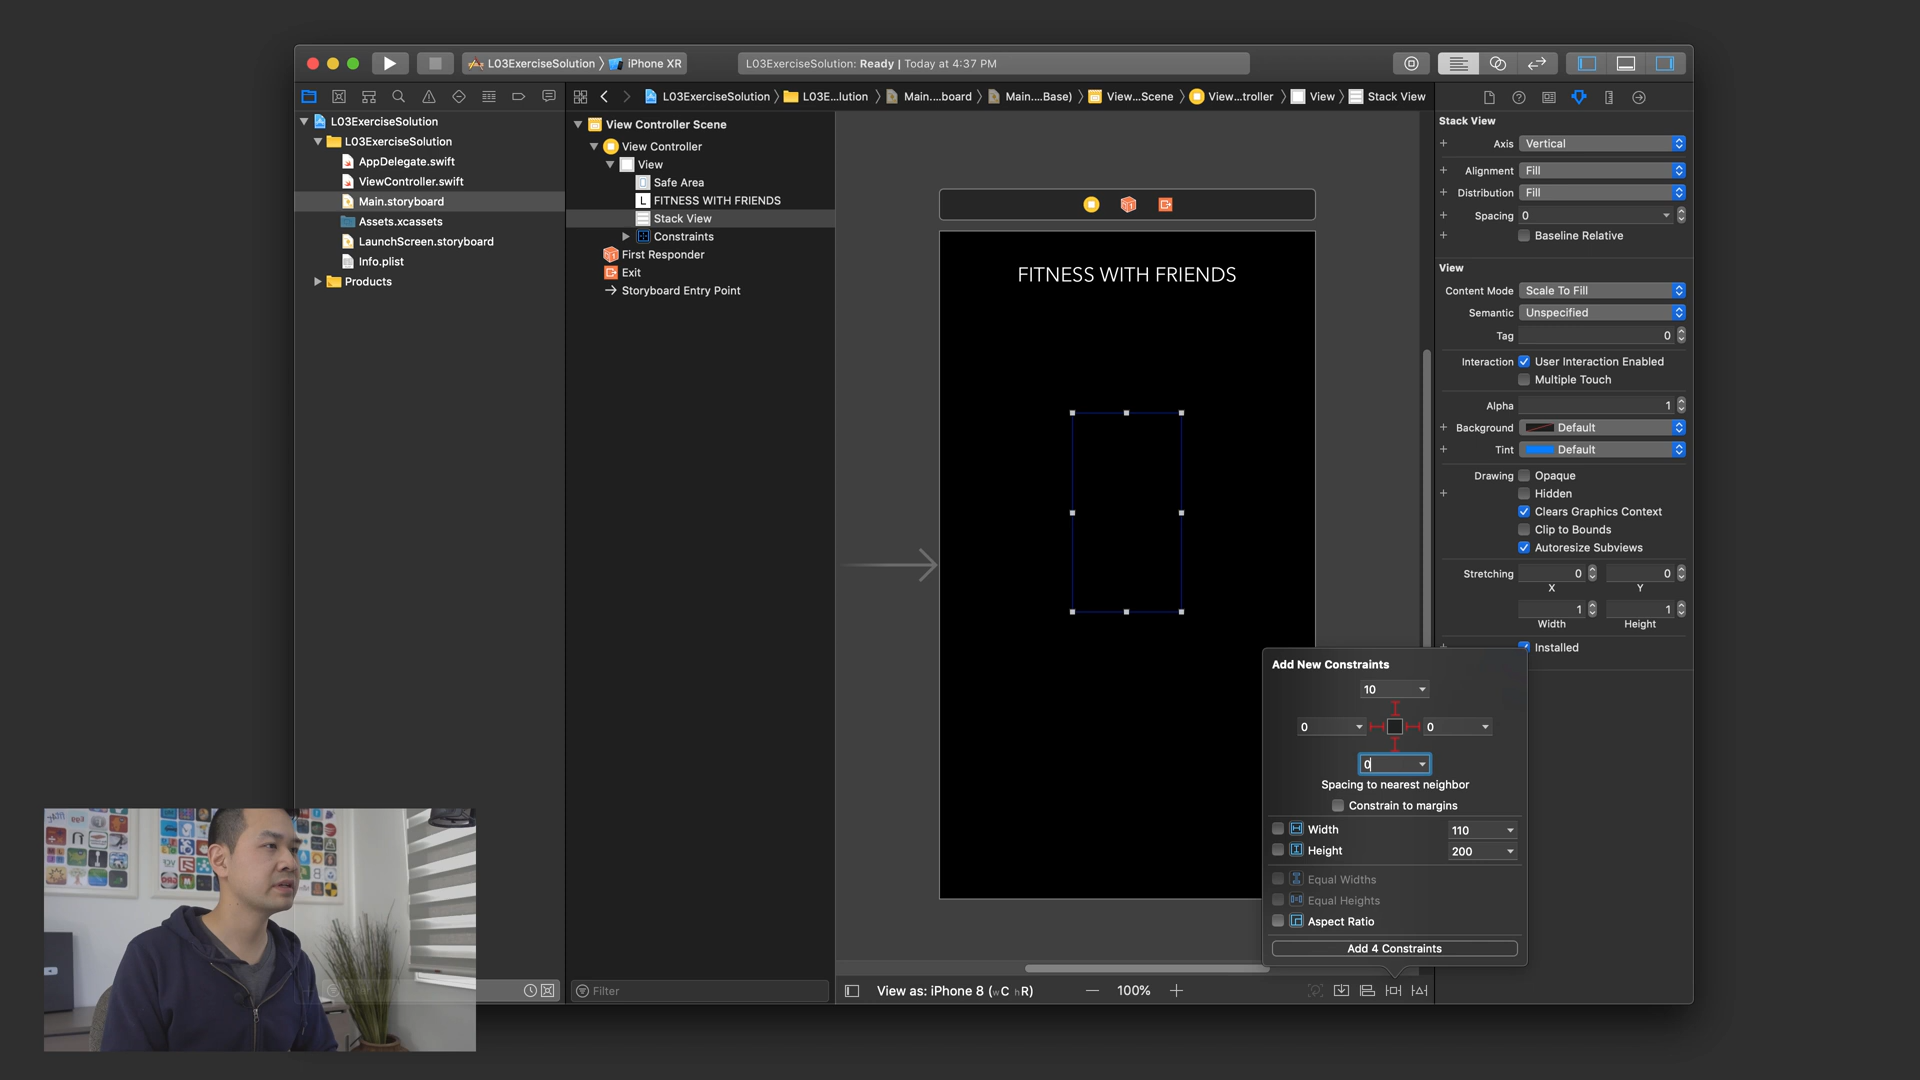 L03ExerciseSolution
iPhone XR
L03ExerciseSolution: Ready | Today at 4:37 PM
L03ExerciseSolution
L03E...lution
Main....board
Main....Base)
View...Scene
View...troller
View
Stack View
L03ExerciseSolution
L03ExerciseSolution
AppDelegate.swift
ViewController.swift
Main.storyboard
Assets.xcassets
LaunchScreen.storyboard
Info.plist
Products
View Controller Scene
View Controller
View
Safe Area
L FITNESS WITH FRIENDS
Stack View
Constraints
First Responder
Exit
Storyboard Entry Point
Filter
FITNESS WITH FRIENDS
View as: iPhone 8 (wC hR)
100%
Add New Constraints
10
0
0
0
Spacing to nearest neighbor
Constrain to margins
Width 110
Height 200
Equal Widths
Equal Heights
Aspect Ratio
Add 4 Constraints
Stack View
Axis Vertical
Alignment Fill
Distribution Fill
Spacing 0
Baseline Relative
View
Content Mode Scale To Fill
Semantic Unspecified
Tag 0
Interaction User Interaction Enabled
Multiple Touch
Alpha 1
Background Default
Tint Default
Drawing Opaque
Hidden
Clears Graphics Context
Clip to Bounds
Autoresize Subviews
Stretching 0 0
X Y
1 1
Width Height
Installed